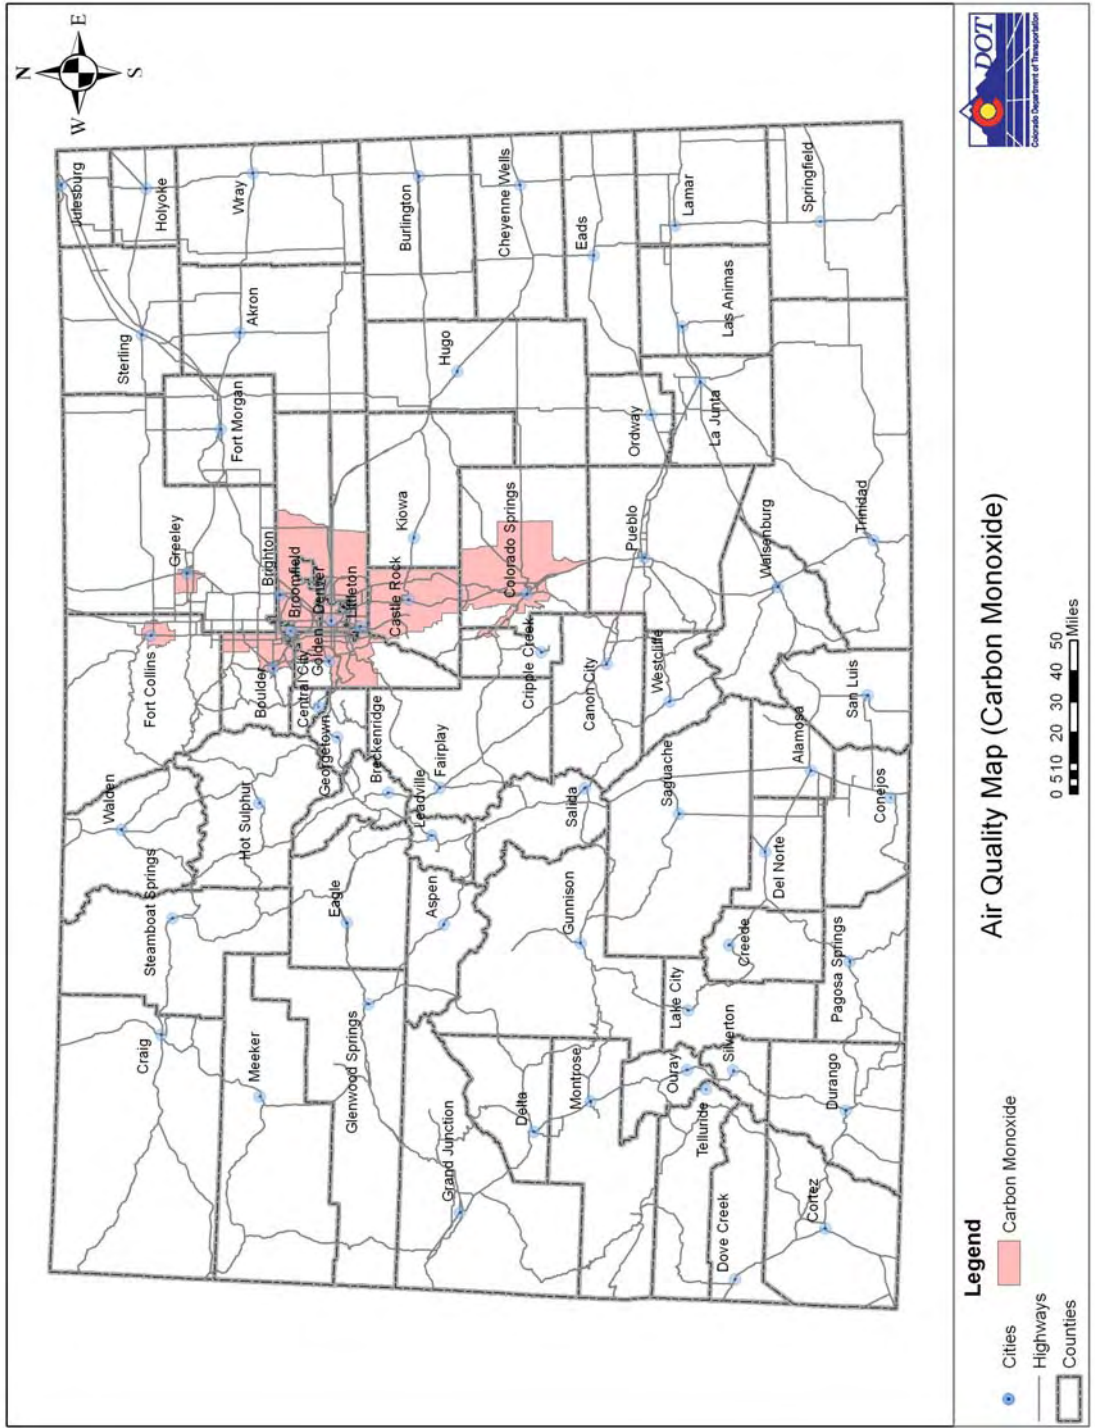 N
W
E
S
Julesburg
Holyoke
Sterling
Wray
Akron
Fort Morgan
Greeley
Fort Collins
Walden
Steamboat Springs
Craig
Hot Sulphur
Meeker
Brighton
Broomfield
Boulder
Central City
Golden
Denver
Littleton
Georgetown
Breckenridge
Eagle
Glenwood Springs
Burlington
Kiowa
Castle Rock
Hugo
Fairplay
Leadville
Aspen
Grand Junction
Cheyenne Wells
Colorado Springs
Cripple Creek
Delta
Eads
Canon City
Salida
Gunnison
Montrose
Ordway
Pueblo
Westcliffe
Saguache
Lake City
Ouray
Lamar
Las Animas
La Junta
Telluride
Silverton
Creede
Dove Creek
Walsenburg
Del Norte
Alamosa
Springfield
Trinidad
San Luis
Conejos
Pagosa Springs
Durango
Cortez
Legend
Cities
Highways
Counties
Carbon Monoxide
Air Quality Map (Carbon Monoxide)
0 5 10 20 30 40 50
Miles
DOT
Colorado Department of Transportation